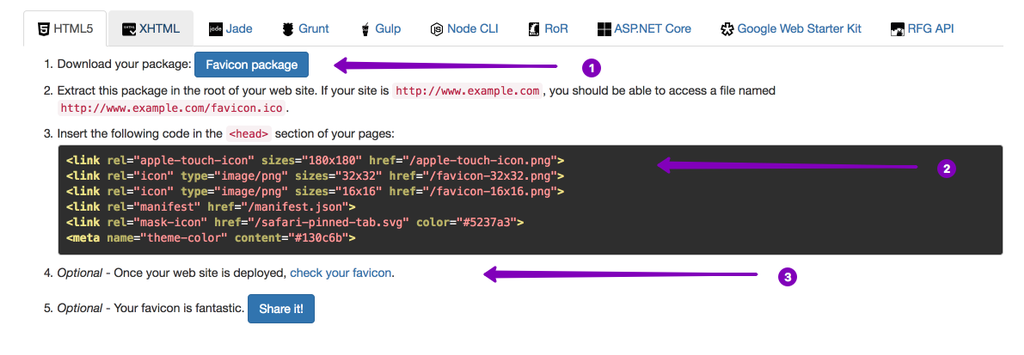 HTML5 XHTML Jade Grunt Gulp Node CLI RoR ASP.NET Core Google Web Starter Kit RFG API
1. Download your package: Favicon package 1
2. Extract this package in the root of your web site. If your site is http://www.example.com, you should be able to access a file named
http://www.example.com/favicon.ico.
3. Insert the following code in the <head> section of your pages:
<link rel="apple-touch-icon" sizes="180x180" href="/apple-touch-icon.png">
2
<link rel="icon" type="image/png" sizes="32x32" href="/favicon-32x32.png">
<link rel="icon" type="image/png" sizes="16x16" href="/favicon-16x16.png">
<link rel="manifest" href="/manifest.json">
<link rel="mask-icon" href="/safari-pinned-tab.svg" color="#5237a3">
<meta name="theme-color" content="#130c6b">
4. Optional - Once your web site is deployed, check your favicon. 3
5. Optional - Your favicon is fantastic. Share it!